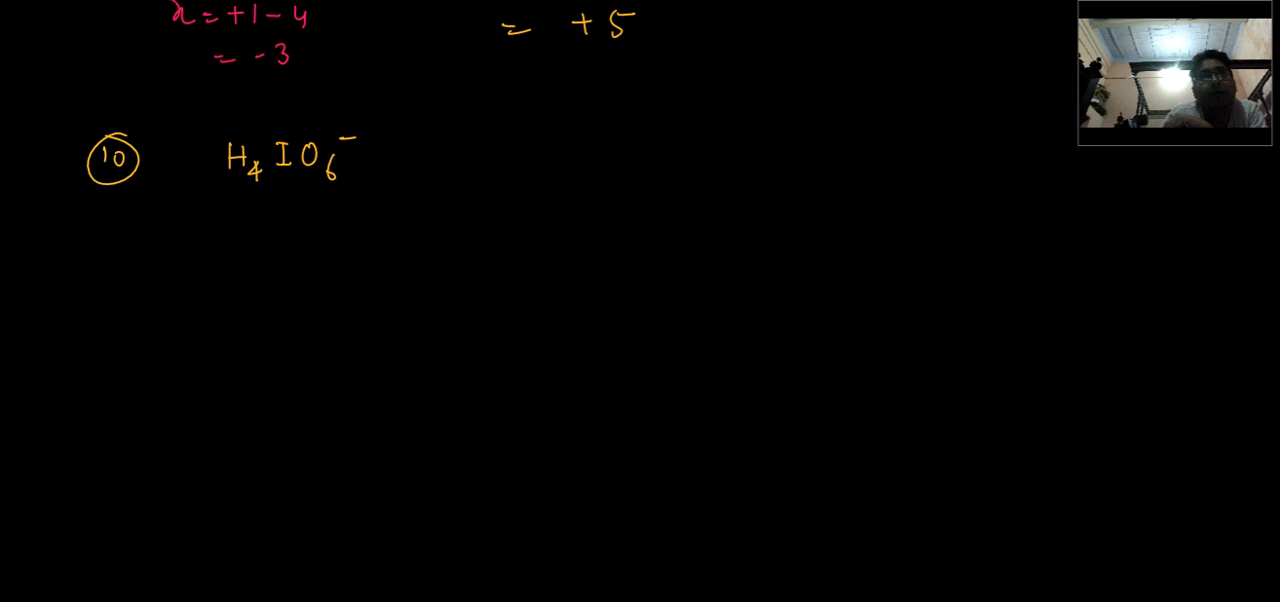 x = +1 - 4
= -3
= +5
10 H₄IO₆⁻